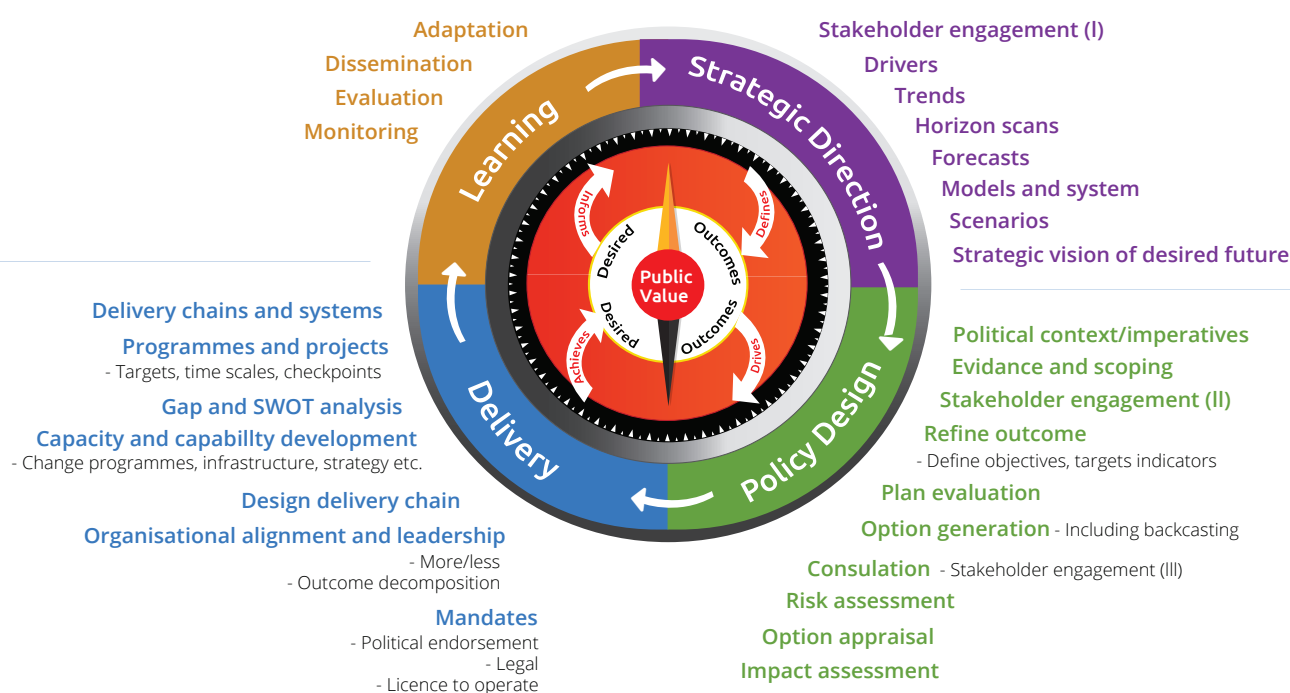 Adaptation
Dissemination
Evaluation
Monitoring
Stakeholder engagement (l)
Drivers
Trends
Horizon scans
Forecasts
Models and system
Scenarios
Strategic vision of desired future
Learning
Strategic Direction
Informs
Defines
Desired
Outcomes
Public
Value
Desired
Outcomes
Achieves
Drives
Delivery
Policy Design
Delivery chains and systems
Programmes and projects
- Targets, time scales, checkpoints
Gap and SWOT analysis
Capacity and capabillty development
- Change programmes, infrastructure, strategy etc.
Design delivery chain
Organisational alignment and leadership
- More/less
- Outcome decomposition
Mandates
- Political endorsement
- Legal
- Licence to operate
Political context/imperatives
Evidance and scoping
Stakeholder engagement (ll)
Refine outcome
- Define objectives, targets indicators
Plan evaluation
Option generation - Including backcasting
Consulation - Stakeholder engagement (lll)
Risk assessment
Option appraisal
Impact assessment